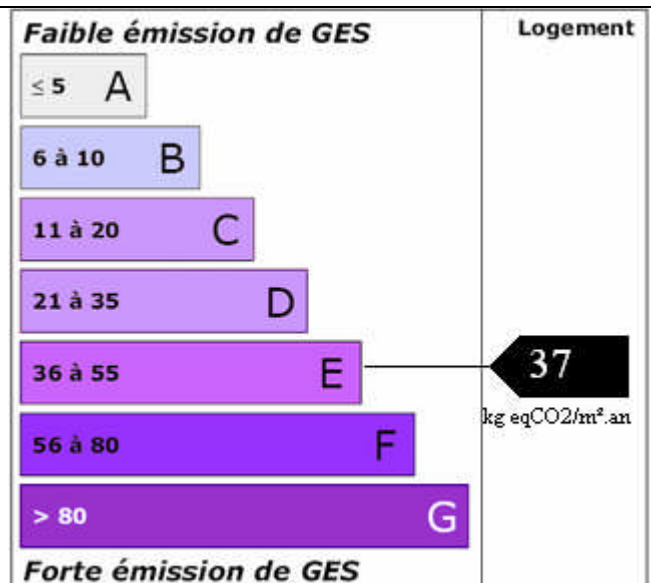 Faible émission de GES
Logement
≤ 5 A
6 à 10 B
11 à 20 C
21 à 35 D
36 à 55 E
37
kg eqCO2/m².an
56 à 80 F
> 80 G
Forte émission de GES